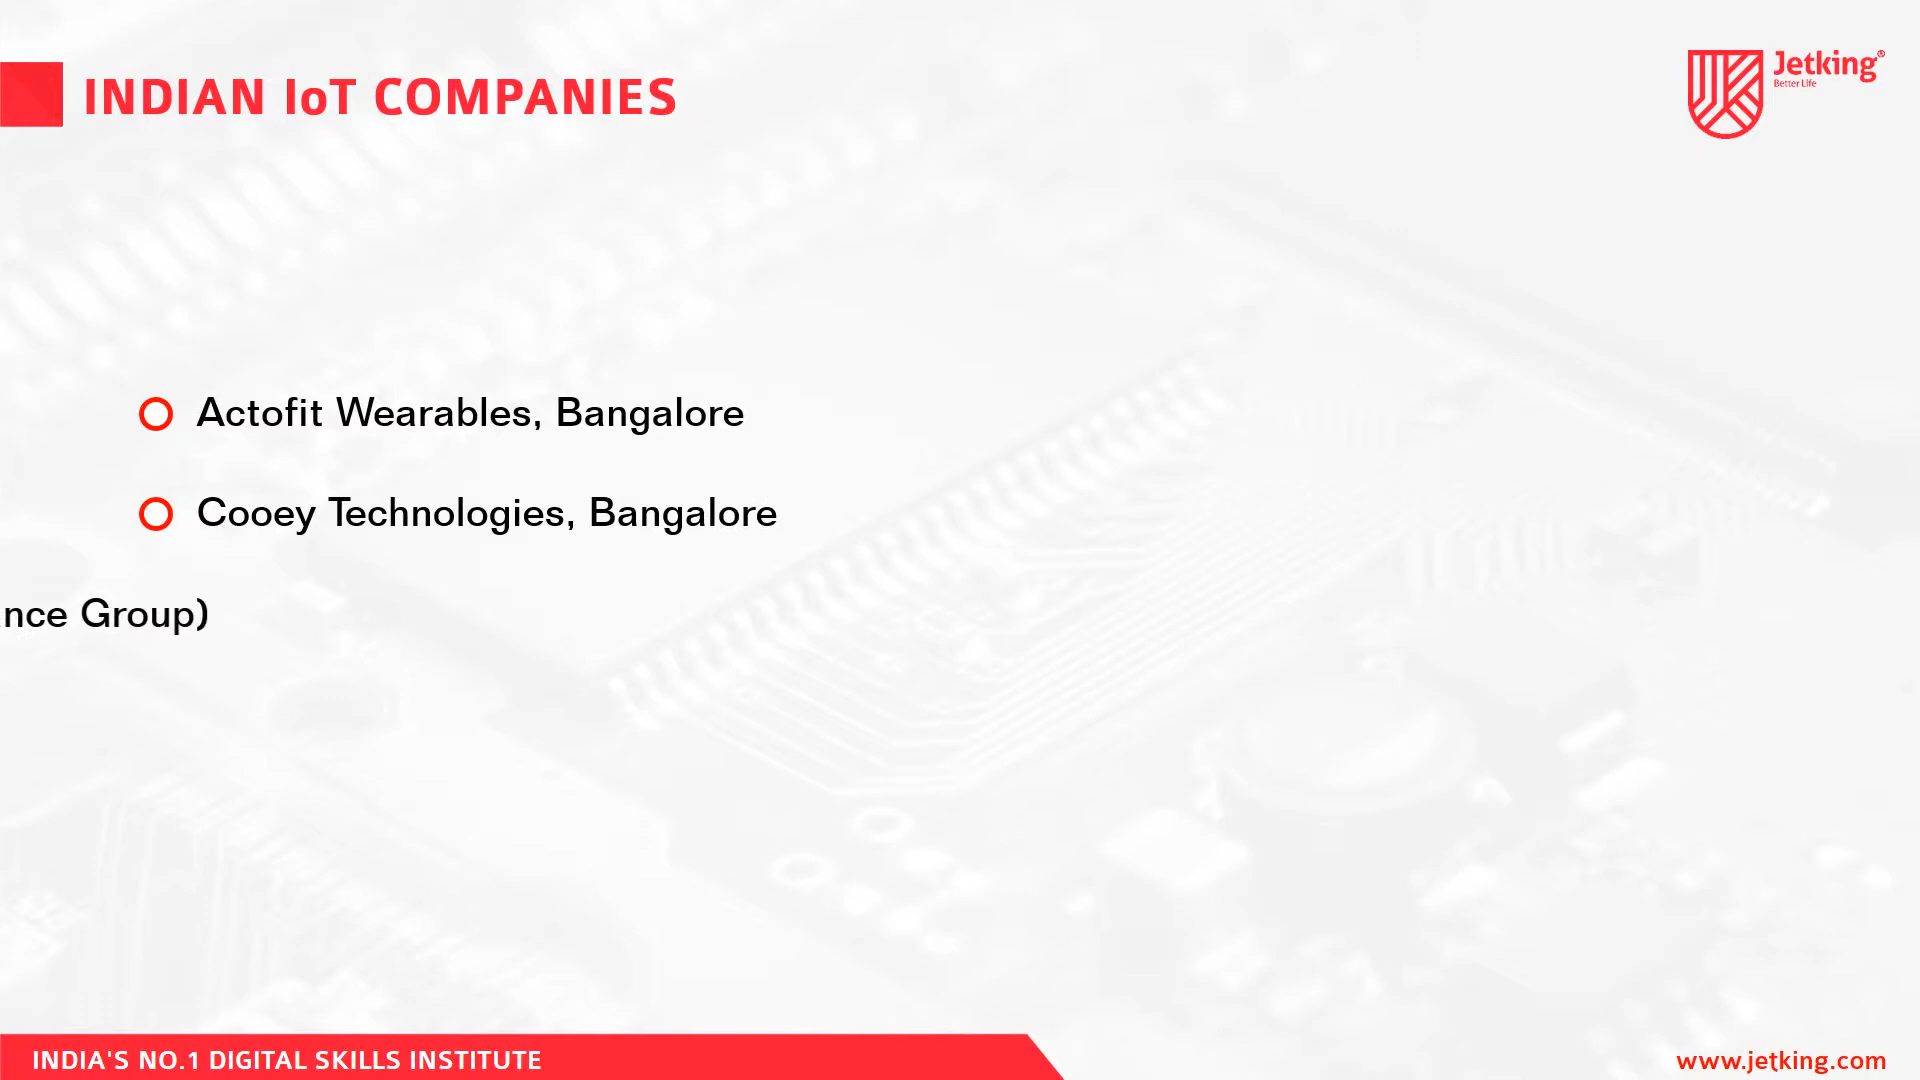 INDIAN IoT COMPANIES
Jetking®
Better Life
Actofit Wearables, Bangalore
Cooey Technologies, Bangalore
nce Group)
INDIA'S NO.1 DIGITAL SKILLS INSTITUTE
www.jetking.com